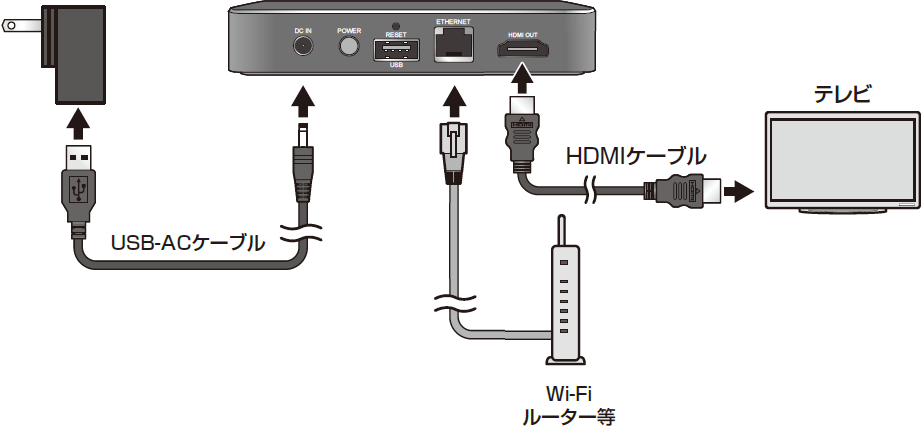 DC IN
POWER
RESET
USB
ETHERNET
HDMI OUT
テレビ
HDMIケーブル
USB-ACケーブル
Wi-Fi
ルーター等